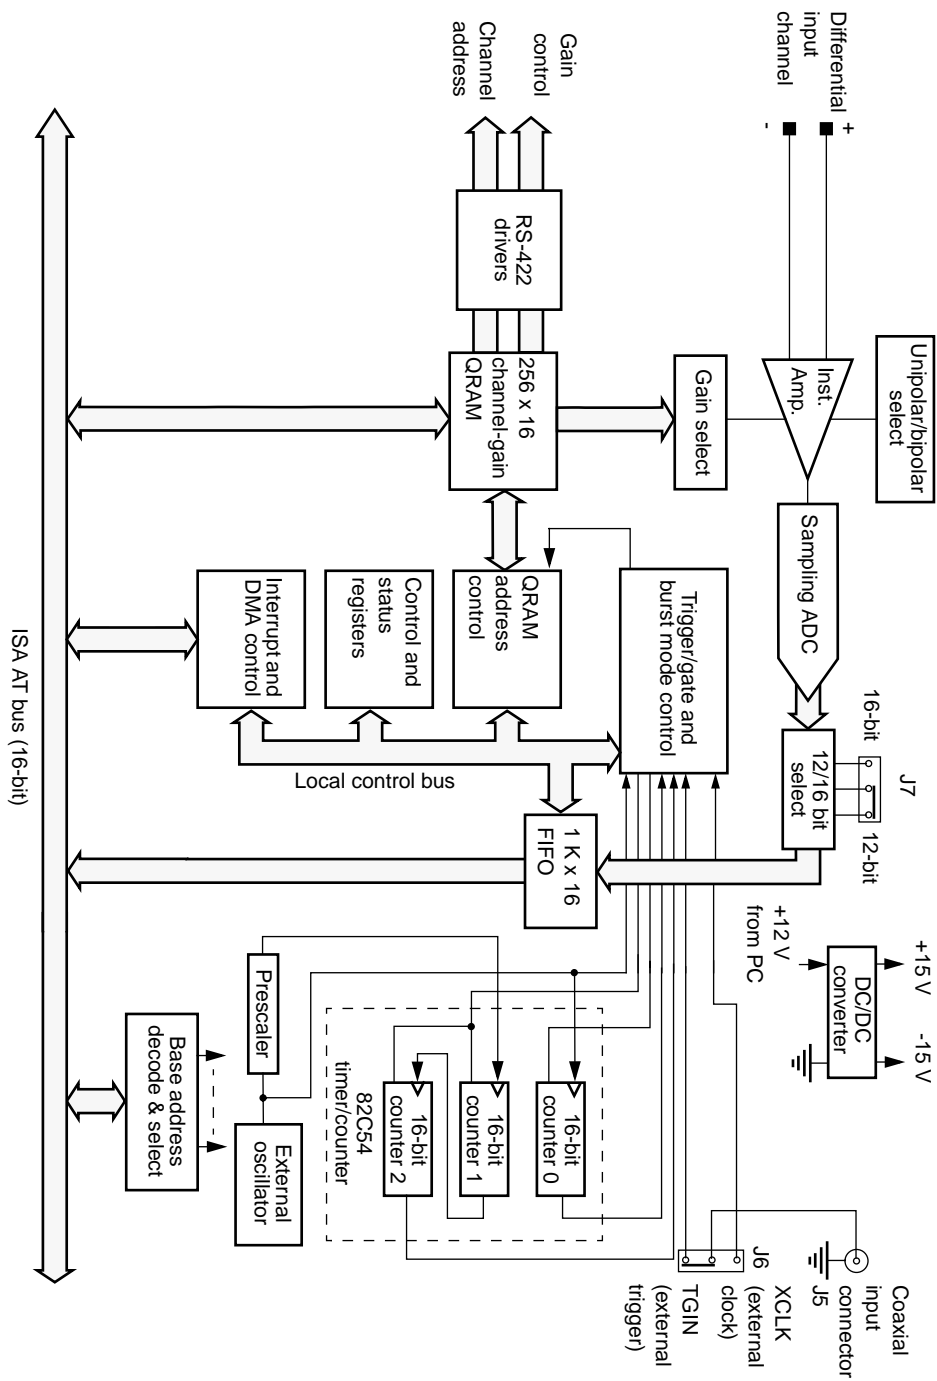 Differential
input
channel
+
-
Unipolar/bipolar
select
Inst.
Amp.
Sampling ADC
16-bit
J7
12-bit
12/16 bit
select
+15 V
-15 V
DC/DC
converter
+12 V
from PC
Coaxial
input
connector
J5
J6
XCLK
(external
clock)
TGIN
(external
trigger)
Gain select
Trigger/gate and
burst mode control
Gain
control
Channel
address
RS-422
drivers
256 x 16
channel-gain
QRAM
QRAM
address
control
Control and
status
registers
Interrupt and
DMA control
Local control bus
1 K x 16
FIFO
16-bit
counter 0
16-bit
counter 1
16-bit
counter 2
82C54
timer/counter
Prescaler
External
oscillator
Base address
decode & select
ISA AT bus (16-bit)